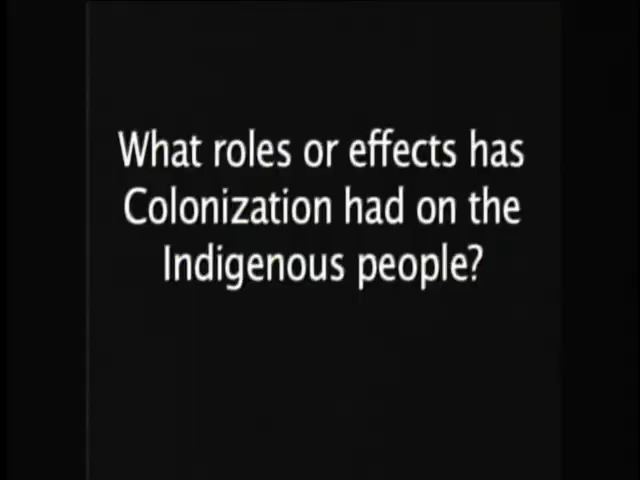 What roles or effects has
Colonization had on the
Indigenous people?